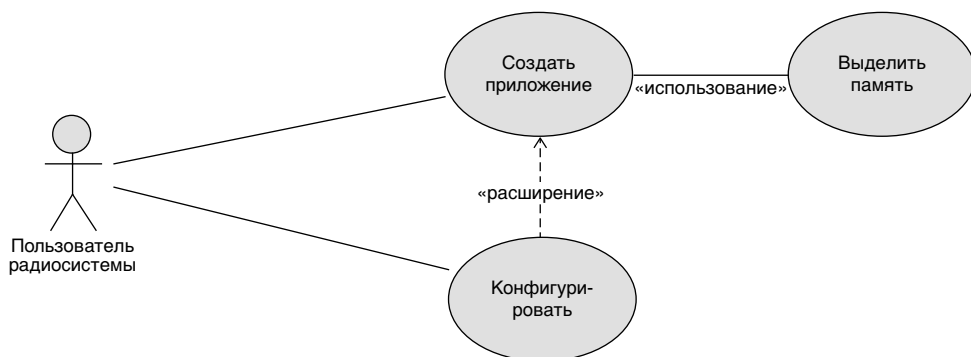 Создать
приложение
Выделить
память
«использование»
«расширение»
Пользователь
радиосистемы
Конфигури-
ровать